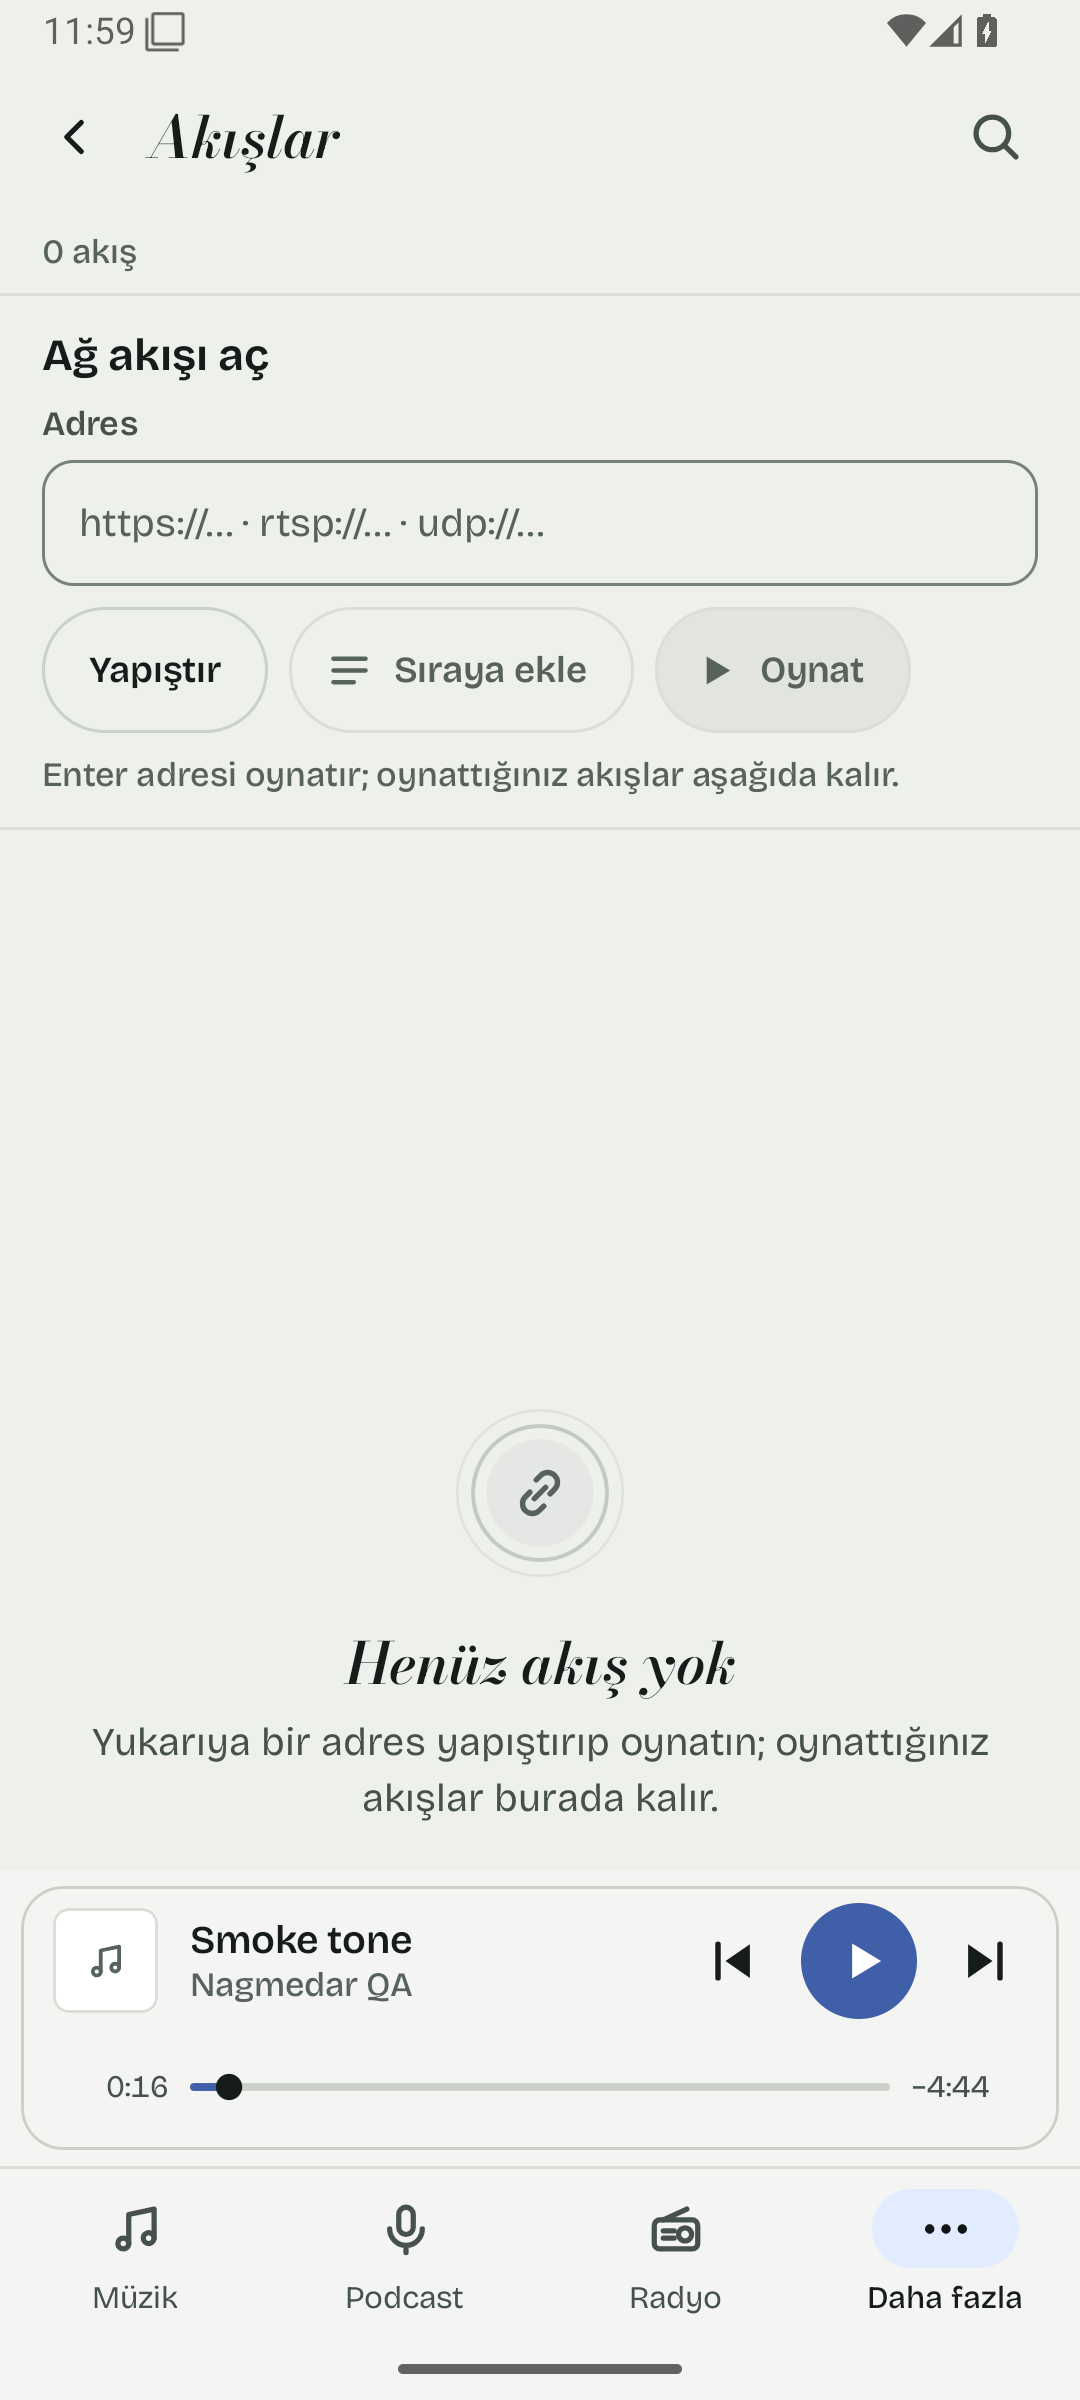 11:59
Akışlar
0 akış
Ağ akışı aç
Adres
https://... · rtsp://... · udp://...
Yapıştır
Sıraya ekle
Oynat
Enter adresi oynatır; oynattığınız akışlar aşağıda kalır.
Henüz akış yok
Yukarıya bir adres yapıştırıp oynatın; oynattığınız
akışlar burada kalır.
Smoke tone
Nagmedar QA
0:16
−4:44
Müzik
Podcast
Radyo
Daha fazla